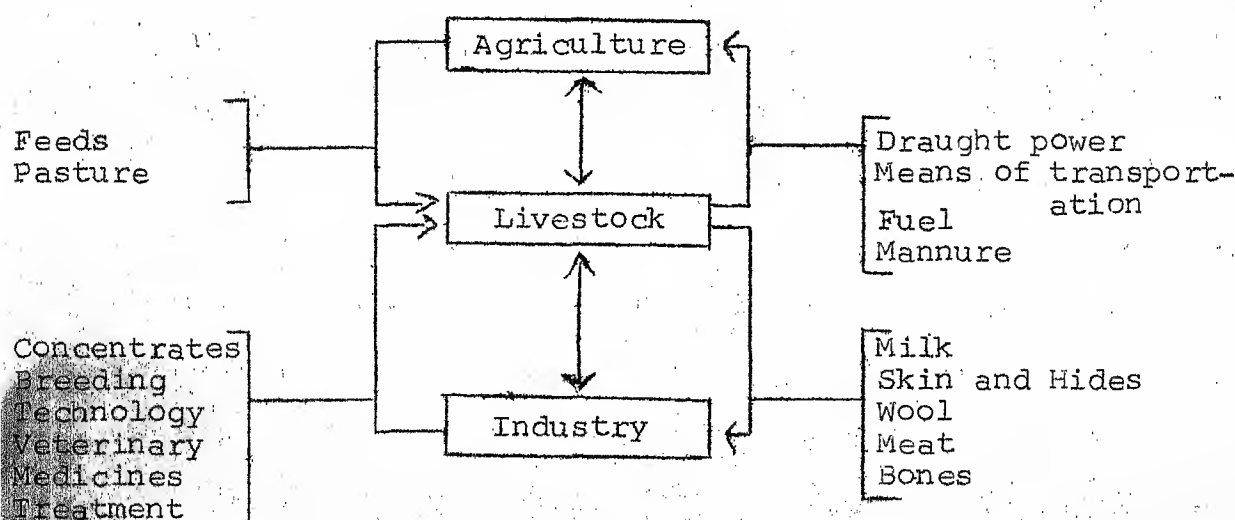 Agriculture
Feeds
Pasture
Draught power
Means of transport-
ation
Fuel
Mannure
Livestock
Concentrates
Breeding
Technology
Veterinary
Medicines
Treatment
Milk
Skin and Hides
Wool
Meat
Bones
Industry